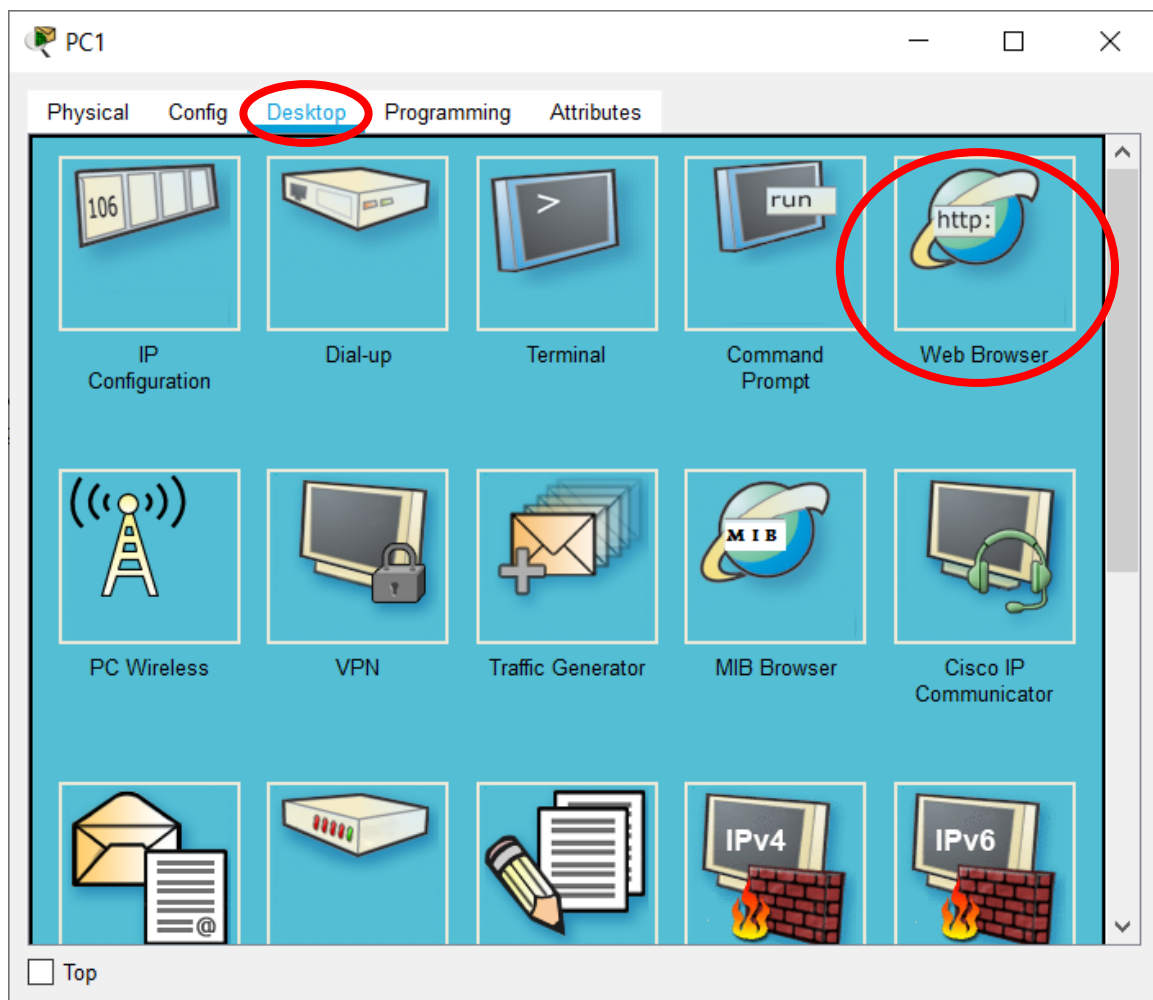 PC1
Physical Config Desktop Programming Attributes
106
>
run
http:
IP
Configuration
Dial-up
Terminal
Command
Prompt
Web Browser
MIB
PC Wireless
VPN
Traffic Generator
MIB Browser
Cisco IP
Communicator
@
IPv4
IPv6
Top